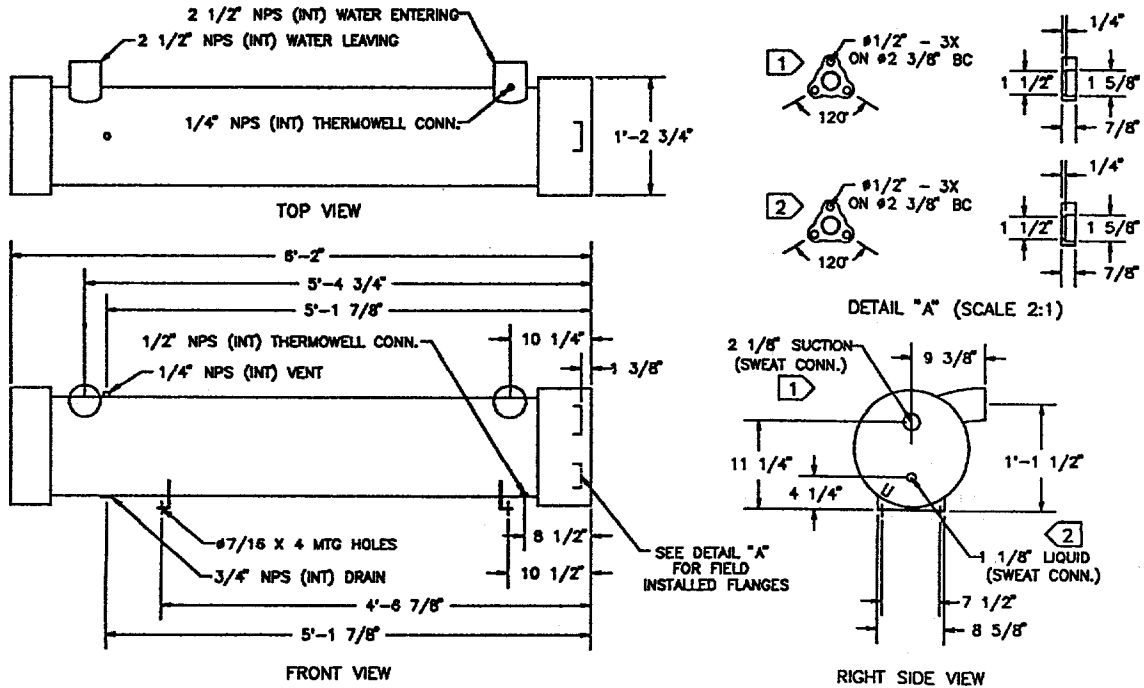 2 1/2" NPS (INT) WATER ENTERING
2 1/2" NPS (INT) WATER LEAVING
1/4" NPS (INT) THERMOWELL CONN.
1'-2 3/4"
TOP VIEW
1
ø1/2" - 3X
ON ø2 3/8" BC
120°
1/4"
1 1/2"
1 5/8"
7/8"
2
ø1/2" - 3X
ON ø2 3/8" BC
120°
1/4"
1 1/2"
1 5/8"
7/8"
DETAIL "A" (SCALE 2:1)
6'-2"
5'-4 3/4"
5'-1 7/8"
1/2" NPS (INT) THERMOWELL CONN.
10 1/4"
1/4" NPS (INT) VENT
1 3/8"
ø7/16 X 4 MTG HOLES
8 1/2"
3/4" NPS (INT) DRAIN
10 1/2"
SEE DETAIL "A"
FOR FIELD
INSTALLED FLANGES
4'-6 7/8"
5'-1 7/8"
FRONT VIEW
2 1/8" SUCTION
(SWEAT CONN.)
9 3/8"
1
11 1/4"
1'-1 1/2"
4 1/4"
2
1 1/8" LIQUID
(SWEAT CONN.)
7 1/2"
8 5/8"
RIGHT SIDE VIEW